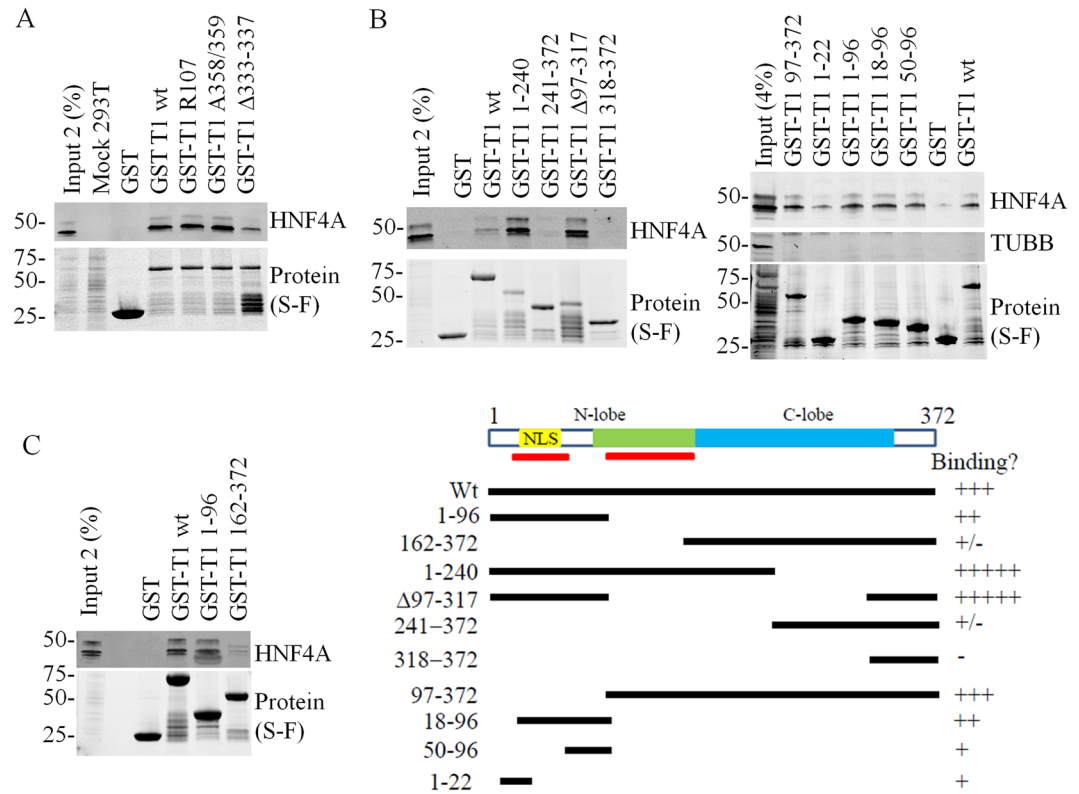 A
Input 2 (%)
Mock 293T
GST
GST T1 wt
GST-T1 R107
GST-T1 A358/359
GST-T1 Δ333-337
50-
HNF4A
75-
50-
25-
Protein
(S-F)
B
Input 2 (%)
GST
GST-T1 wt
GST-T1 1-240
GST-T1 241-372
GST-T1 Δ97-317
GST-T1 318-372
50-
HNF4A
75-
50-
25-
Protein
(S-F)
Input (4%)
GST-T1 97-372
GST-T1 1-22
GST-T1 1-96
GST-T1 18-96
GST-T1 50-96
GST
GST-T1 wt
50-
HNF4A
50-
TUBB
75-
50-
25-
Protein
(S-F)
C
Input 2 (%)
GST
GST-T1 wt
GST-T1 1-96
GST-T1 162-372
50-
HNF4A
75-
50-
25-
Protein
(S-F)
1 N-lobe C-lobe 372
NLS
Binding?
Wt +++
1-96 ++
162-372 +/-
1-240 +++++
Δ97-317 +++++
241–372 +/-
318–372 -
97-372 +++
18-96 ++
50-96 +
1-22 +